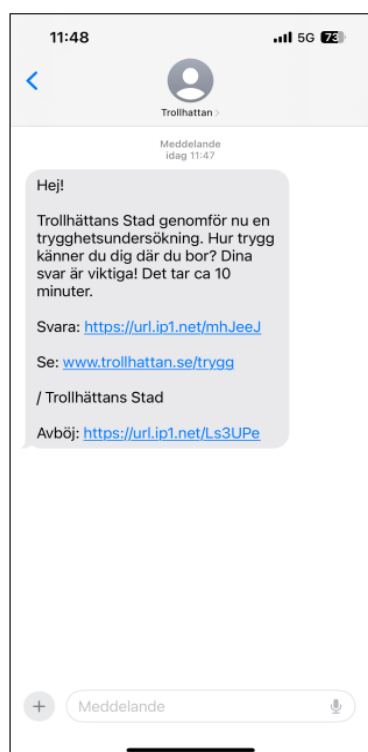 11:48
5G 73
Trollhattan >
Meddelande
idag 11:47
Hej!
Trollhättans Stad genomför nu en
trygghetsundersökning. Hur trygg
känner du dig där du bor? Dina
svar är viktiga! Det tar ca 10
minuter.
Svara: https://url.ip1.net/mhJeeJ
Se: www.trollhattan.se/trygg
/ Trollhättans Stad
Avböj: https://url.ip1.net/Ls3UPe
+ Meddelande